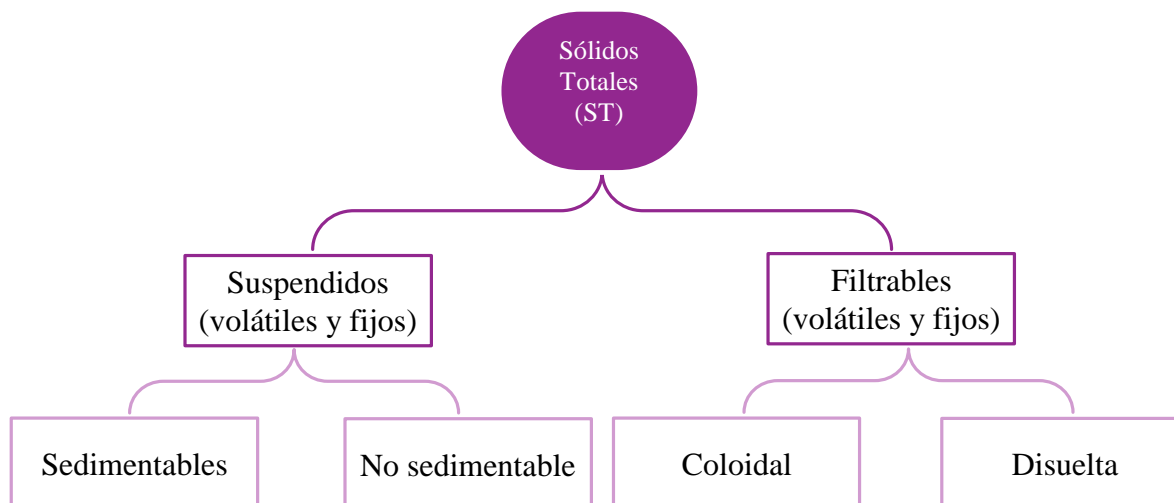 Sólidos
Totales
(ST)
Suspendidos
(volátiles y fijos)
Filtrables
(volátiles y fijos)
Sedimentables
No sedimentable
Coloidal
Disuelta